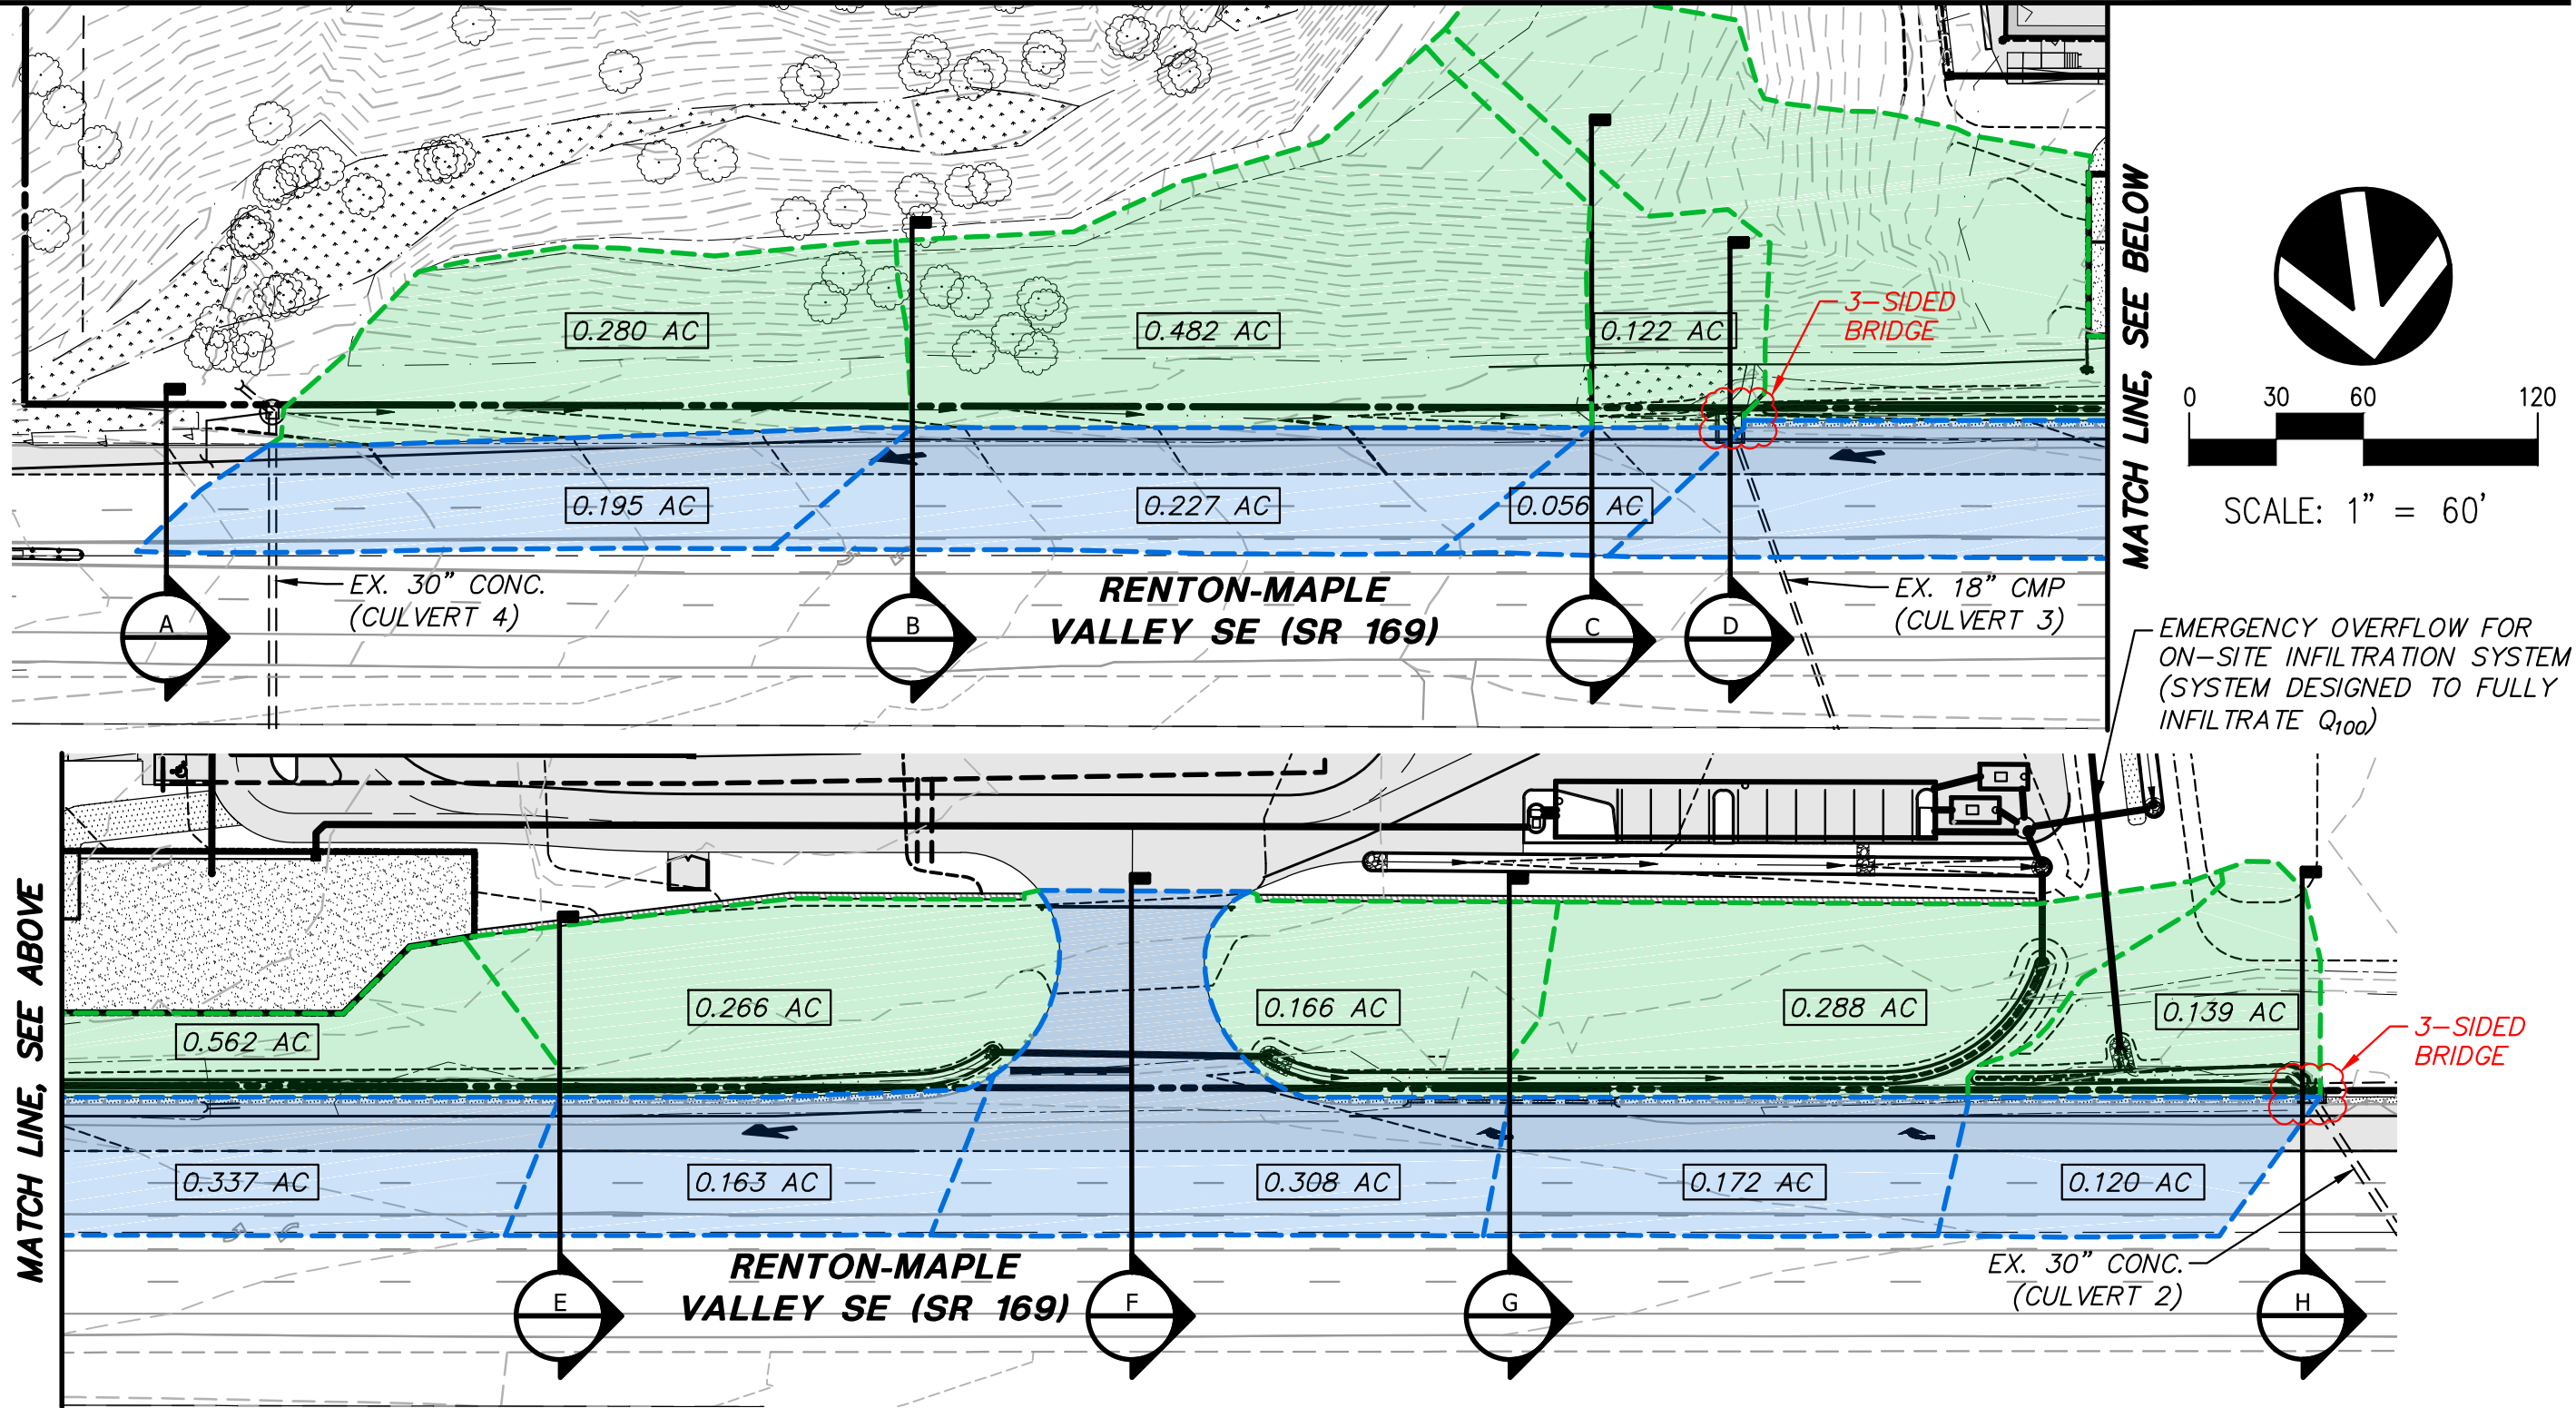 0.280 AC
0.482 AC
0.122 AC
3-SIDED
BRIDGE
0.195 AC
0.227 AC
0.056 AC
EX. 30" CONC.
(CULVERT 4)
RENTON-MAPLE
VALLEY SE (SR 169)
EX. 18" CMP
(CULVERT 3)
A
B
C
D
MATCH LINE, SEE BELOW
0 30 60 120
SCALE: 1" = 60'
EMERGENCY OVERFLOW FOR
ON-SITE INFILTRATION SYSTEM
(SYSTEM DESIGNED TO FULLY
INFILTRATE Q100)
MATCH LINE, SEE ABOVE
0.562 AC
0.266 AC
0.166 AC
0.288 AC
0.139 AC
3-SIDED
BRIDGE
0.337 AC
0.163 AC
0.308 AC
0.172 AC
0.120 AC
RENTON-MAPLE
VALLEY SE (SR 169)
EX. 30" CONC.
(CULVERT 2)
E
F
G
H